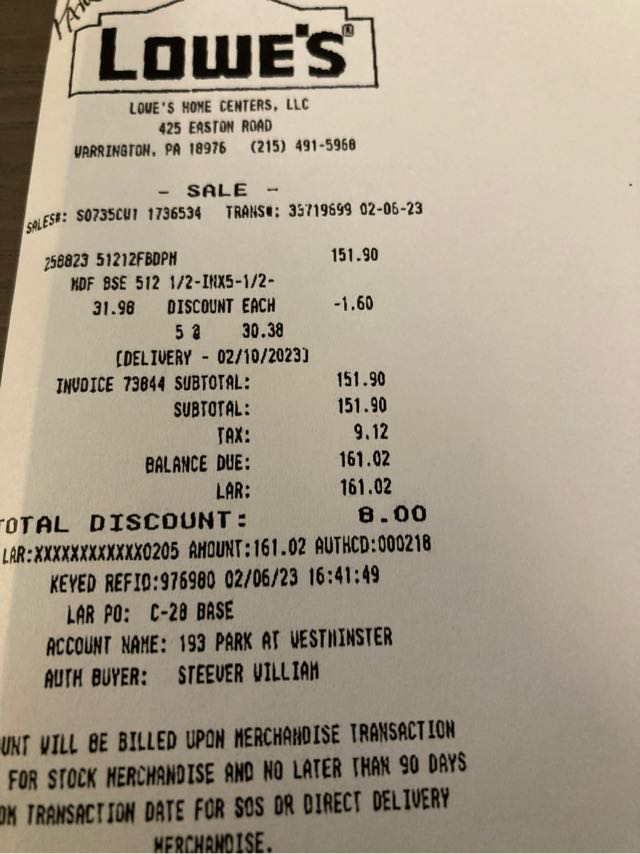 LOWE'S®
LOWE'S HOME CENTERS, LLC
425 EASTON ROAD
WARRINGTON, PA 18976 (215) 491-5968
- SALE -
SALES#: S0735CW1 1736534 TRANS#: 35719699 02-06-23
258823 51212FBDPM 151.90
MDF BSE 512 1/2-INX5-1/2-
31.98 DISCOUNT EACH -1.60
5 @ 30.38
[DELIVERY - 02/10/2023]
INVOICE 73844 SUBTOTAL: 151.90
SUBTOTAL: 151.90
TAX: 9.12
BALANCE DUE: 161.02
LAR: 161.02
TOTAL DISCOUNT: 8.00
LAR:XXXXXXXXXXXX0205 AMOUNT:161.02 AUTHCD:000218
KEYED REFID:976980 02/06/23 16:41:49
LAR PO: C-28 BASE
ACCOUNT NAME: 193 PARK AT WESTMINSTER
AUTH BUYER: STEEVER WILLIAM
UNT WILL BE BILLED UPON MERCHANDISE TRANSACTION
FOR STOCK MERCHANDISE AND NO LATER THAN 90 DAYS
OM TRANSACTION DATE FOR SOS OR DIRECT DELIVERY
MERCHANDISE.